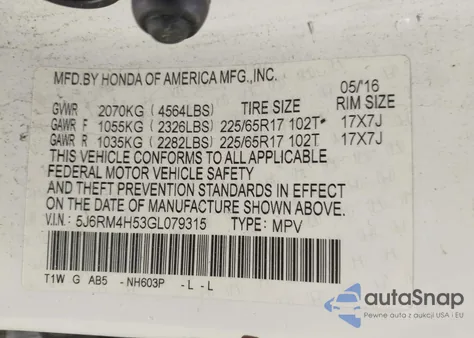 MFD.BY HONDA OF AMERICA MFG.,INC.
05/'16
GVWR 2070KG (4564LBS) TIRE SIZE RIM SIZE
GAWR F 1055KG (2326LBS) 225/65R17 102T 17X7J
GAWR R 1035KG (2282LBS) 225/65R17 102T 17X7J
THIS VEHICLE CONFORMS TO ALL APPLICABLE
FEDERAL MOTOR VEHICLE SAFETY, BUMPER,
AND THEFT PREVENTION STANDARDS IN EFFECT
ON THE DATE OF MANUFACTURE SHOWN ABOVE.
V.I.N: 5J6RM4H53GL079315 TYPE: MPV
T1W G AB5 - NH603P - L - L
autoSnap
Pewne auta z aukcji USA i EU